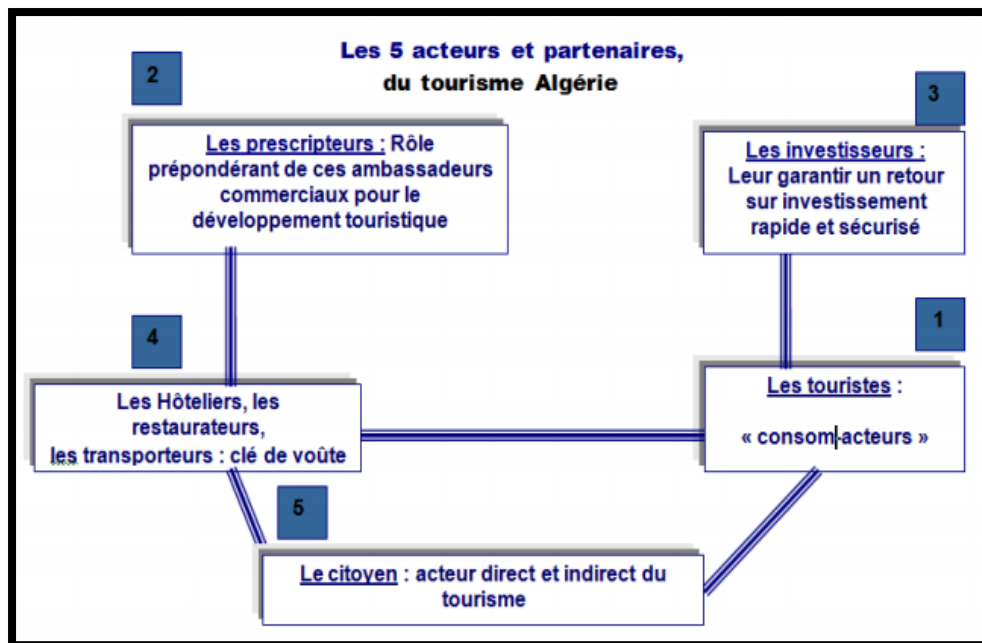 Les 5 acteurs et partenaires,
du tourisme Algérie
2
Les prescripteurs : Rôle
prépondérant de ces ambassadeurs
commerciaux pour le
développement touristique
3
Les investisseurs :
Leur garantir un retour
sur investissement
rapide et sécurisé
4
Les Hôteliers, les
restaurateurs,
les transporteurs : clé de voûte
1
Les touristes :
« consom-acteurs »
5
Le citoyen : acteur direct et indirect du
tourisme